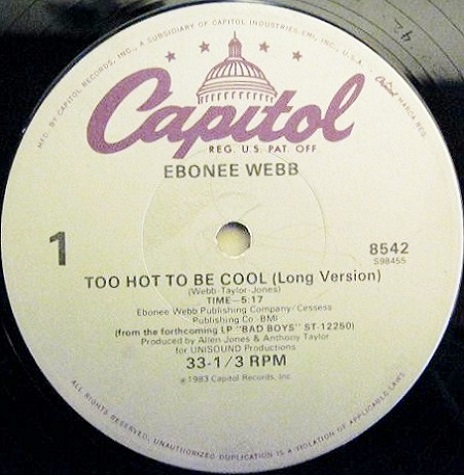 MFD. BY CAPITOL RECORDS, INC., A SUBSIDIARY OF CAPITOL INDUSTRIES-EMI, INC., U.S.A.
Capitol MARCA REG.
Capitol
REG. U.S. PAT. OFF.
EBONEE WEBB
1
8542
S98455
TOO HOT TO BE COOL (Long Version)
(Webb-Taylor-Jones)
TIME—5:17
Ebonee Webb Publishing Company/Cessess
Publishing Co.-BMI
(from the forthcoming LP "BAD BOYS" ST-12250)
Produced by Allen Jones & Anthony Taylor
for UNISOUND Productions
33-1/3 RPM
℗1983 Capitol Records, Inc.
ALL RIGHTS RESERVED. UNAUTHORIZED DUPLICATION IS A VIOLATION OF APPLICABLE LAWS